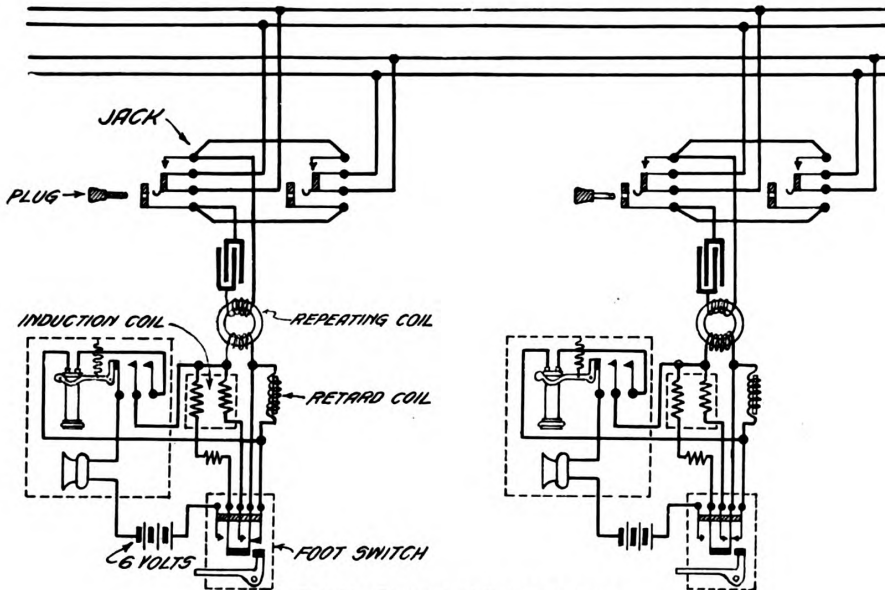 JACK
PLUG
INDUCTION COIL
REPEATING COIL
RETARD COIL
6 VOLTS
FOOT SWITCH